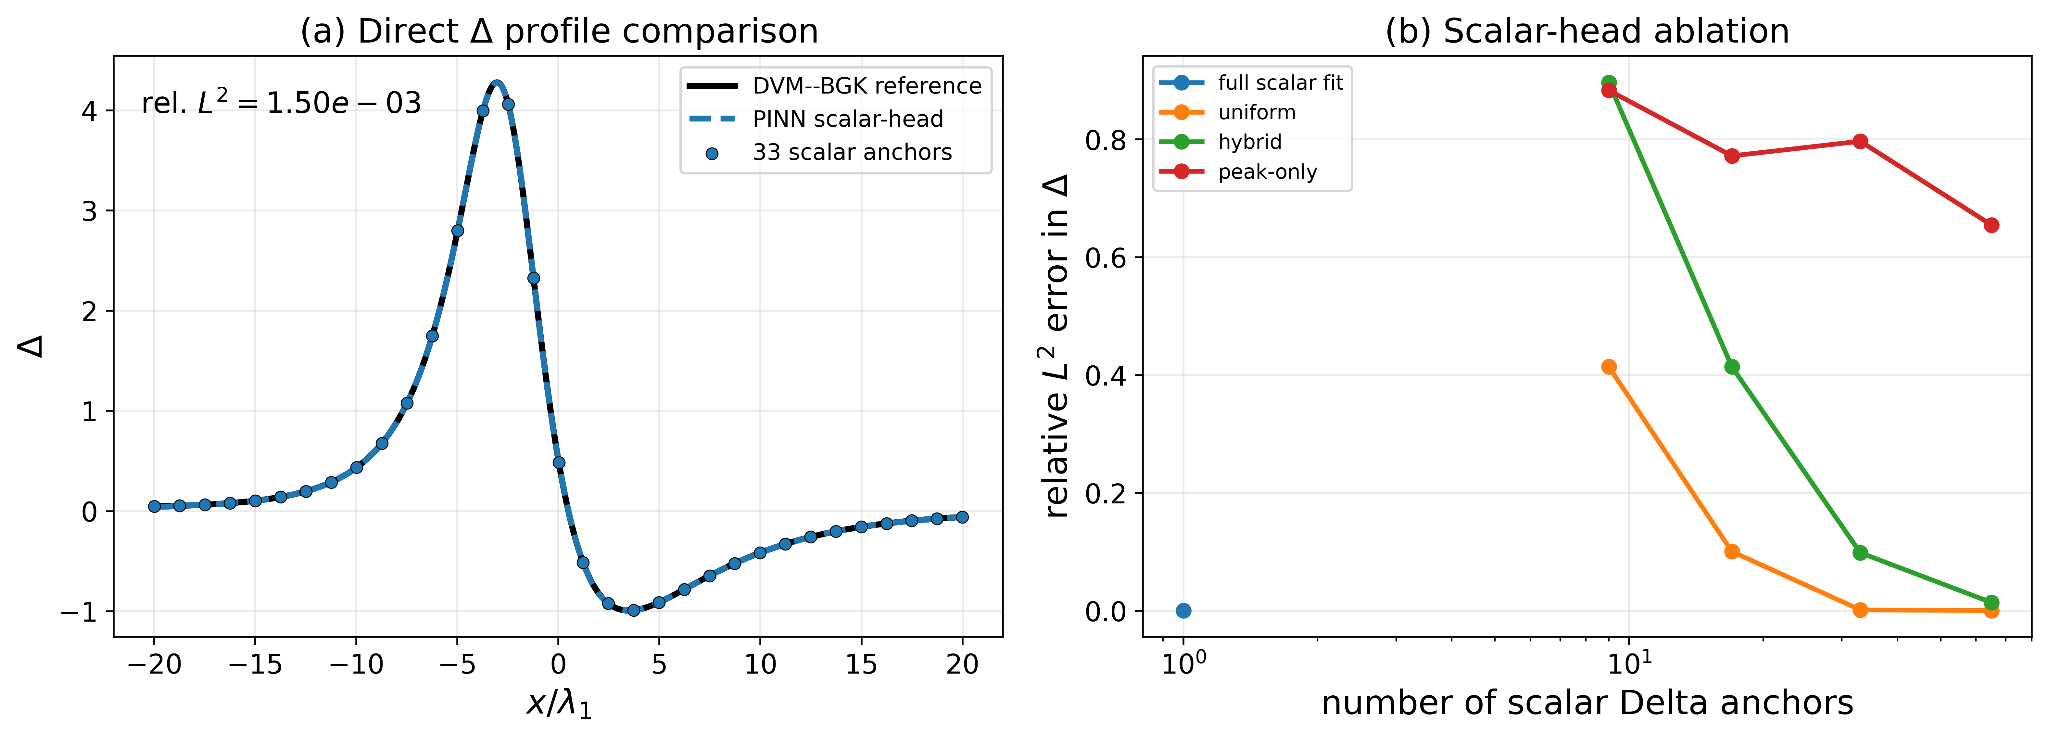 (a) Direct Δ profile comparison
rel. L² = 1.50e − 03
DVM--BGK reference
PINN scalar-head
33 scalar anchors
Δ
4
3
2
1
0
−1
−20 −15 −10 −5 0 5 10 15 20
x/λ₁
(b) Scalar-head ablation
full scalar fit
uniform
hybrid
peak-only
relative L² error in Δ
0.8
0.6
0.4
0.2
0.0
10⁰ 10¹
number of scalar Delta anchors